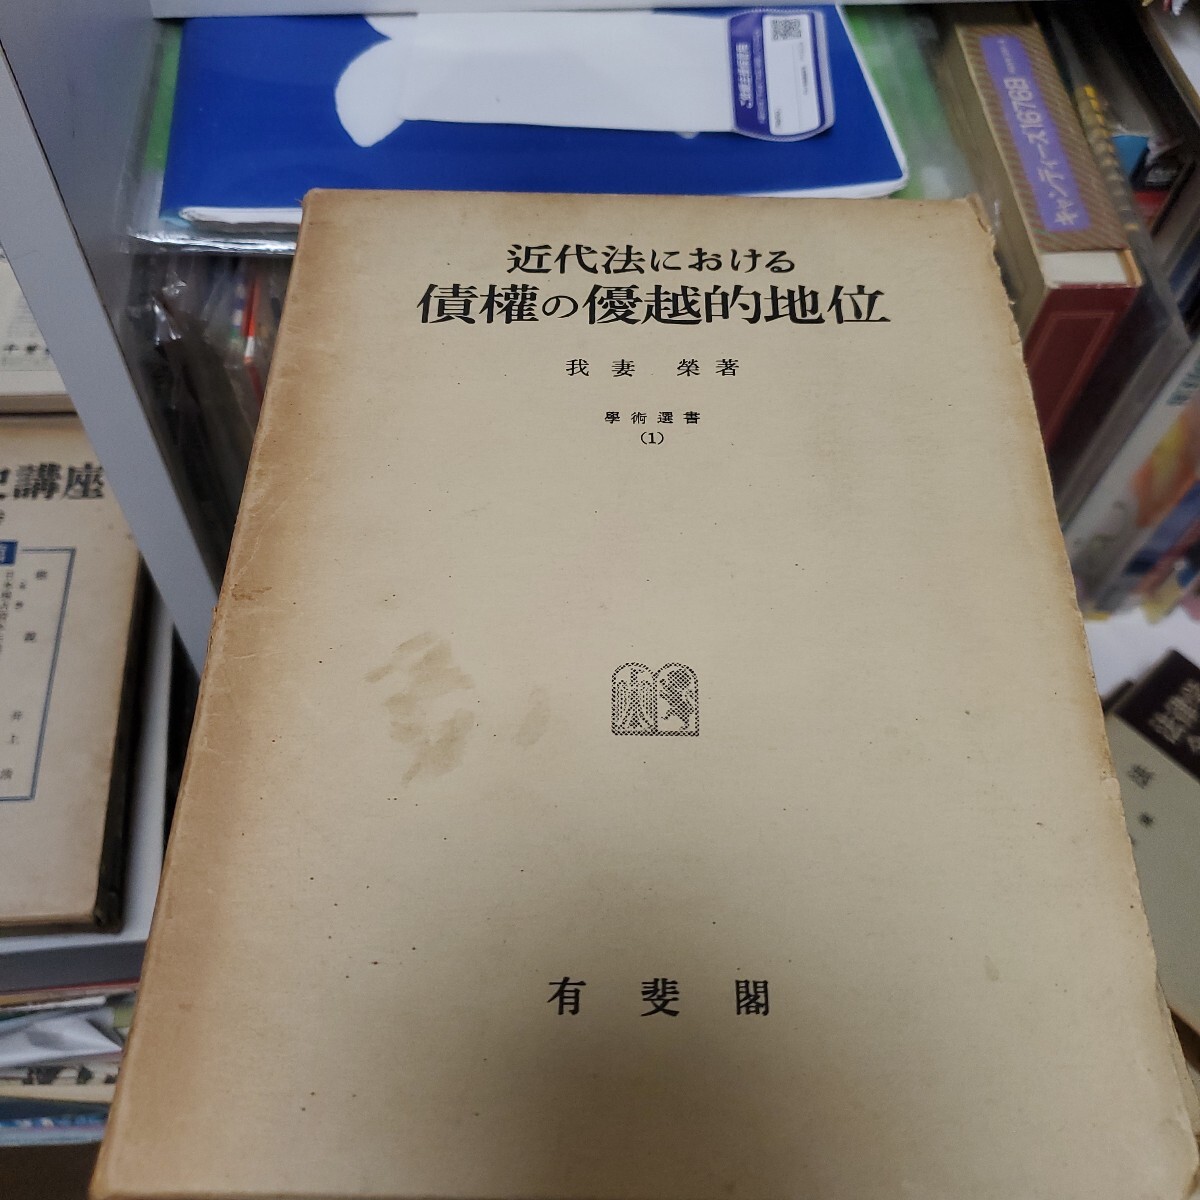 近代法における
債權の優越的地位
我妻 榮著
學術選書
(1)
有斐閣
史講座
キャンディーズ1676日